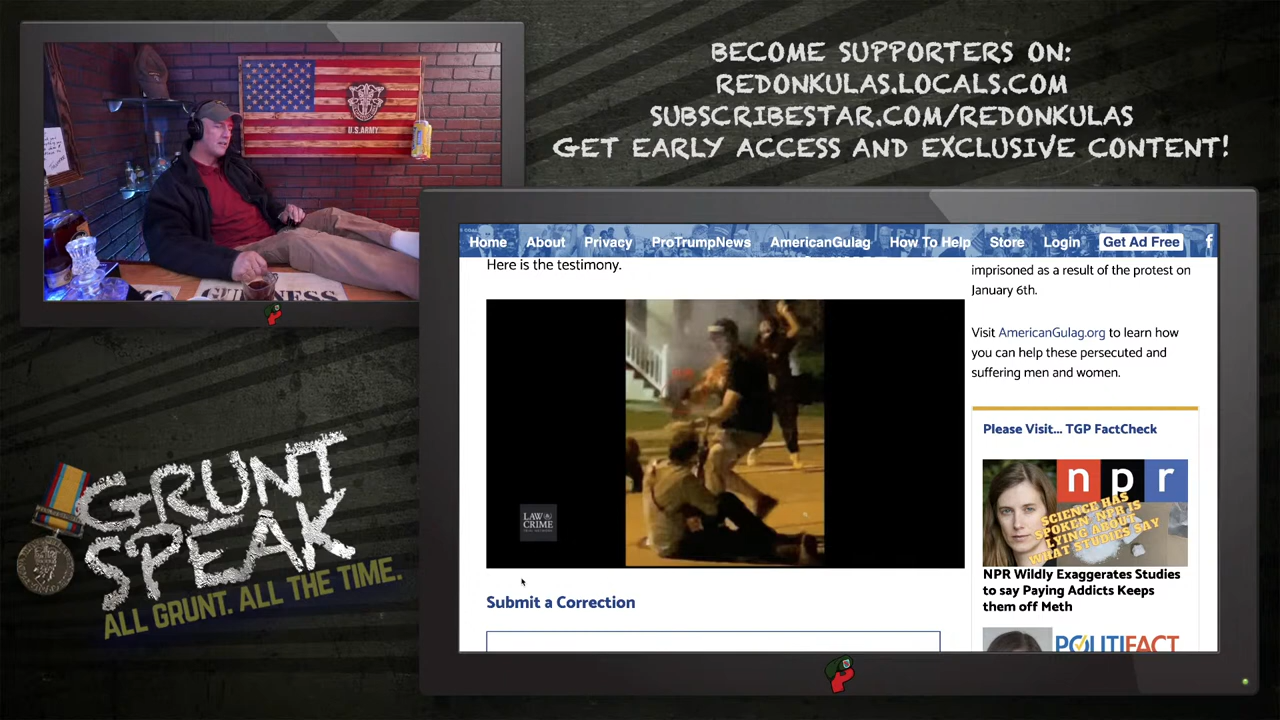 BECOME SUPPORTERS ON:
REDONKULAS.LOCALS.COM
SUBSCRIBESTAR.COM/REDONKULAS
GET EARLY ACCESS AND EXCLUSIVE CONTENT!
U.S.ARMY
GUINNESS
GRUNT
SPEAK
ALL GRUNT. ALL THE TIME.
Home About Privacy ProTrumpNews AmericanGulag How To Help Store Login Get Ad Free f
Here is the testimony.
LAW &
CRIME
Submit a Correction
imprisoned as a result of the protest on
January 6th.
Visit AmericanGulag.org to learn how
you can help these persecuted and
suffering men and women.
Please Visit... TGP FactCheck
n p r
SCIENCE HAS
SPOKEN, NPR IS
LYING ABOUT
WHAT STUDIES SAY
NPR Wildly Exaggerates Studies
to say Paying Addicts Keeps
them off Meth
POLITIFACT